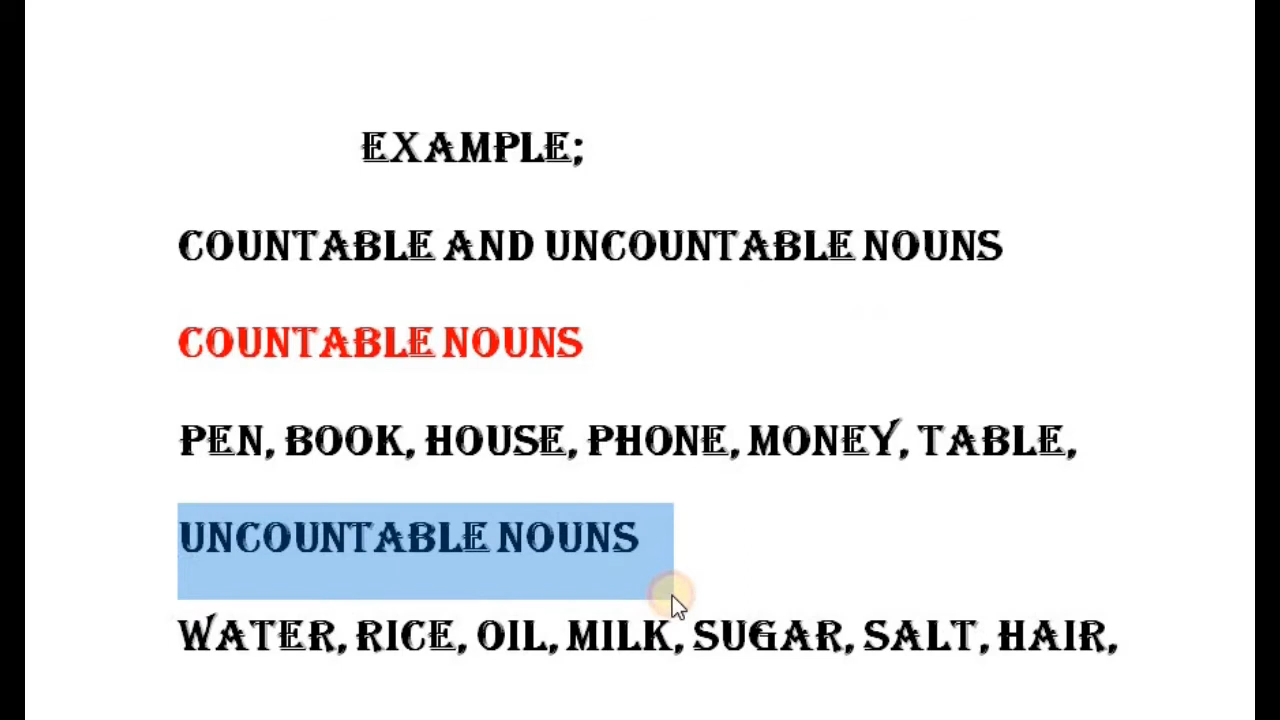 EXAMPLE;
COUNTABLE AND UNCOUNTABLE NOUNS
COUNTABLE NOUNS
PEN, BOOK, HOUSE, PHONE, MONEY, TABLE,
UNCOUNTABLE NOUNS
WATER, RICE, OIL, MILK, SUGAR, SALT, HAIR,